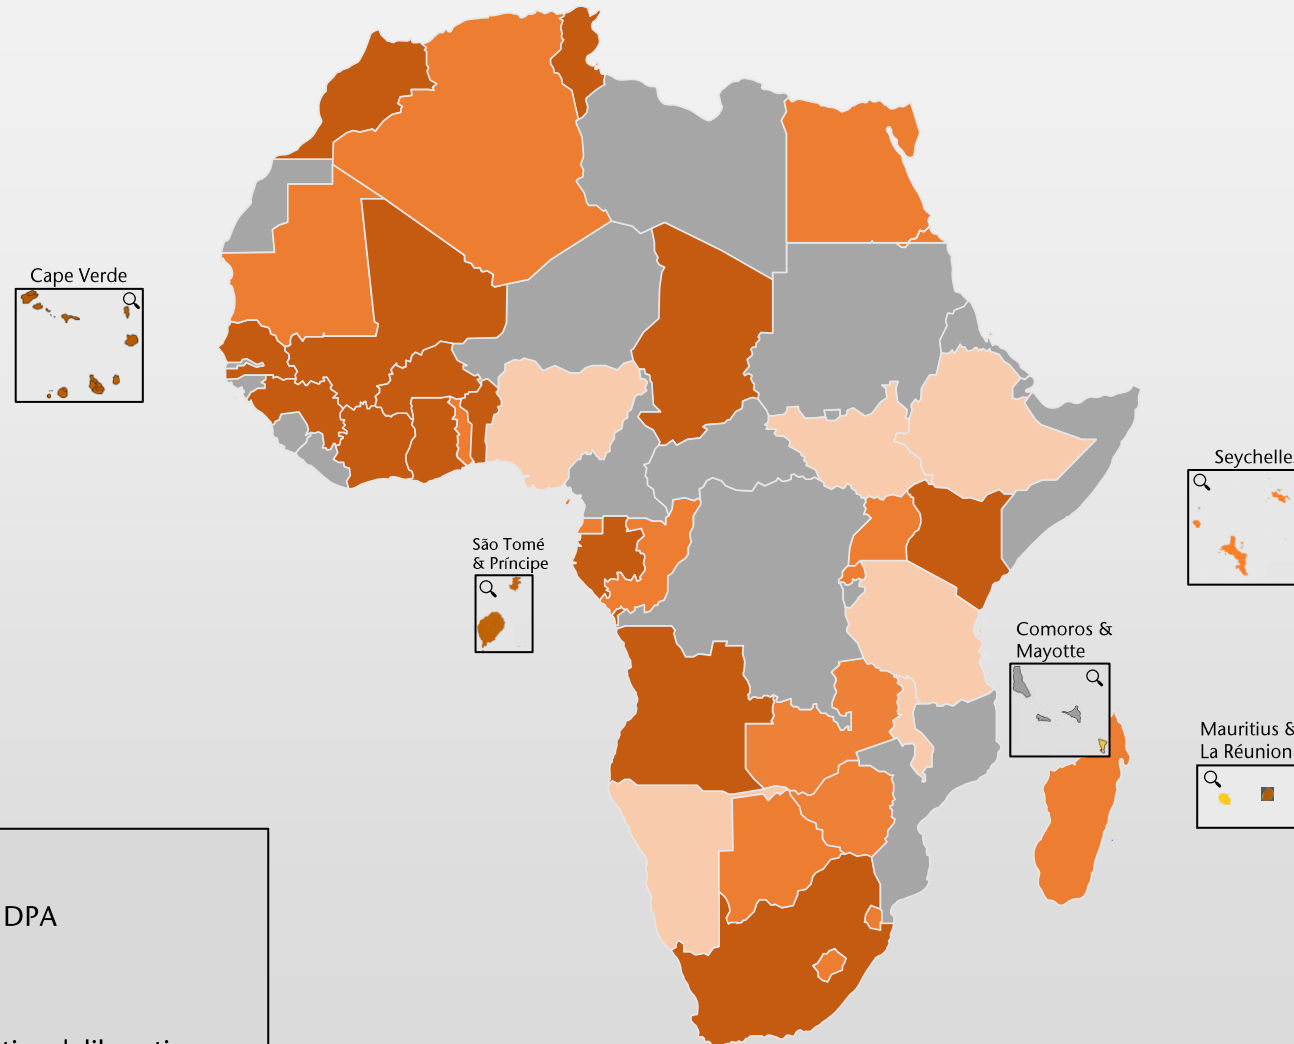 Cape Verde
Seychelle
São Tomé
& Príncipe
Comoros &
Mayotte
Mauritius &
La Réunion
DPA